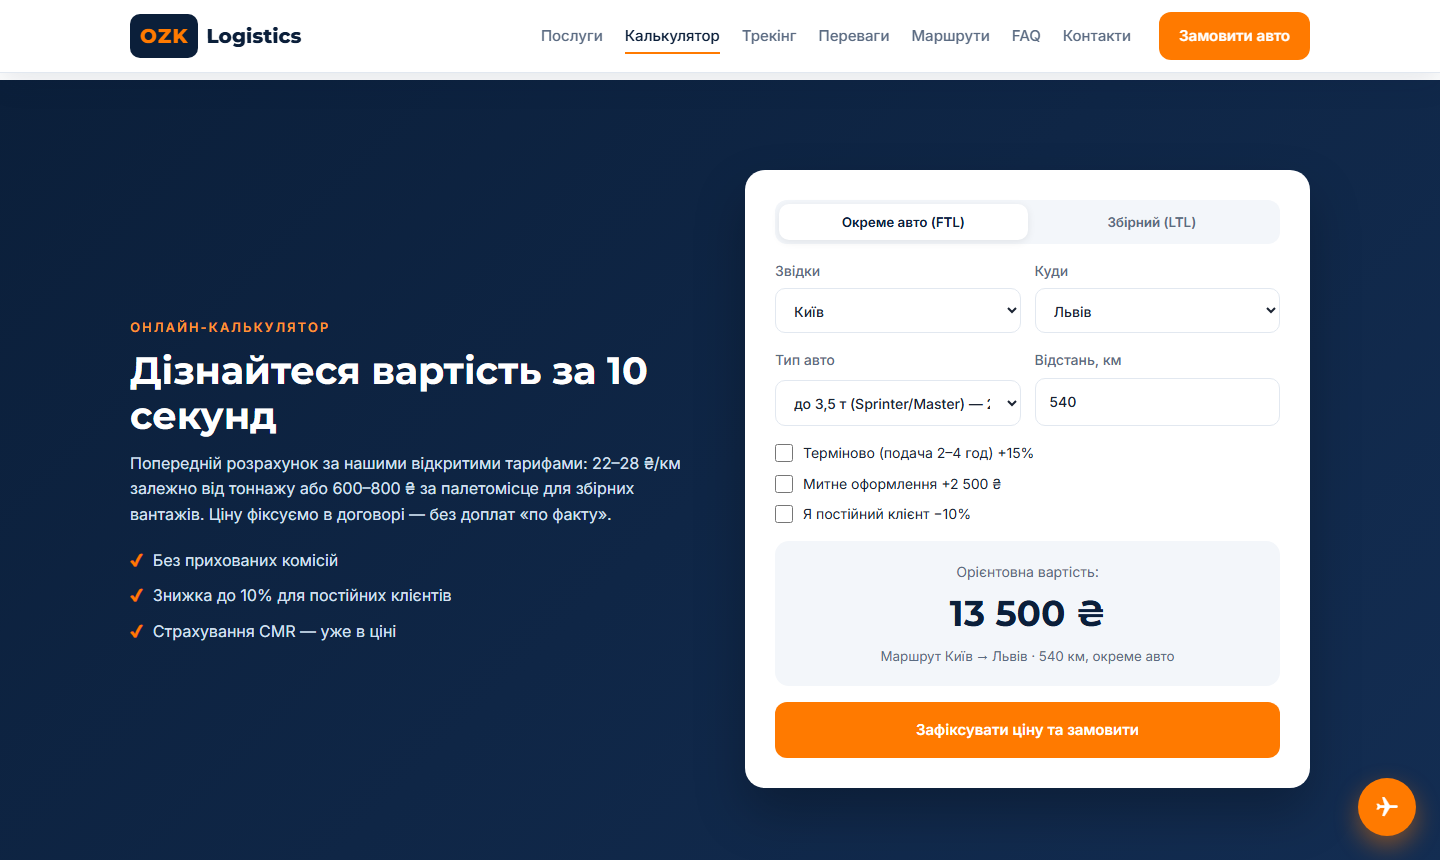 OZK Logistics
Послуги Калькулятор Трекінг Переваги Маршрути FAQ Контакти Замовити авто
ОНЛАЙН-КАЛЬКУЛЯТОР
Дізнайтеся вартість за 10
секунд
Попередній розрахунок за нашими відкритими тарифами: 22–28 ₴/км
залежно від тоннажу або 600–800 ₴ за палетомісце для збірних
вантажів. Ціну фіксуємо в договорі — без доплат «по факту».
✔ Без прихованих комісій
✔ Знижка до 10% для постійних клієнтів
✔ Страхування CMR — уже в ціні
Окреме авто (FTL) Збірний (LTL)
Звідки Куди
Київ Львів
Тип авто Відстань, км
до 3,5 т (Sprinter/Master) — 540
Терміново (подача 2–4 год) +15%
Митне оформлення +2 500 ₴
Я постійний клієнт −10%
Орієнтовна вартість:
13 500 ₴
Маршрут Київ → Львів · 540 км, окреме авто
Зафіксувати ціну та замовити